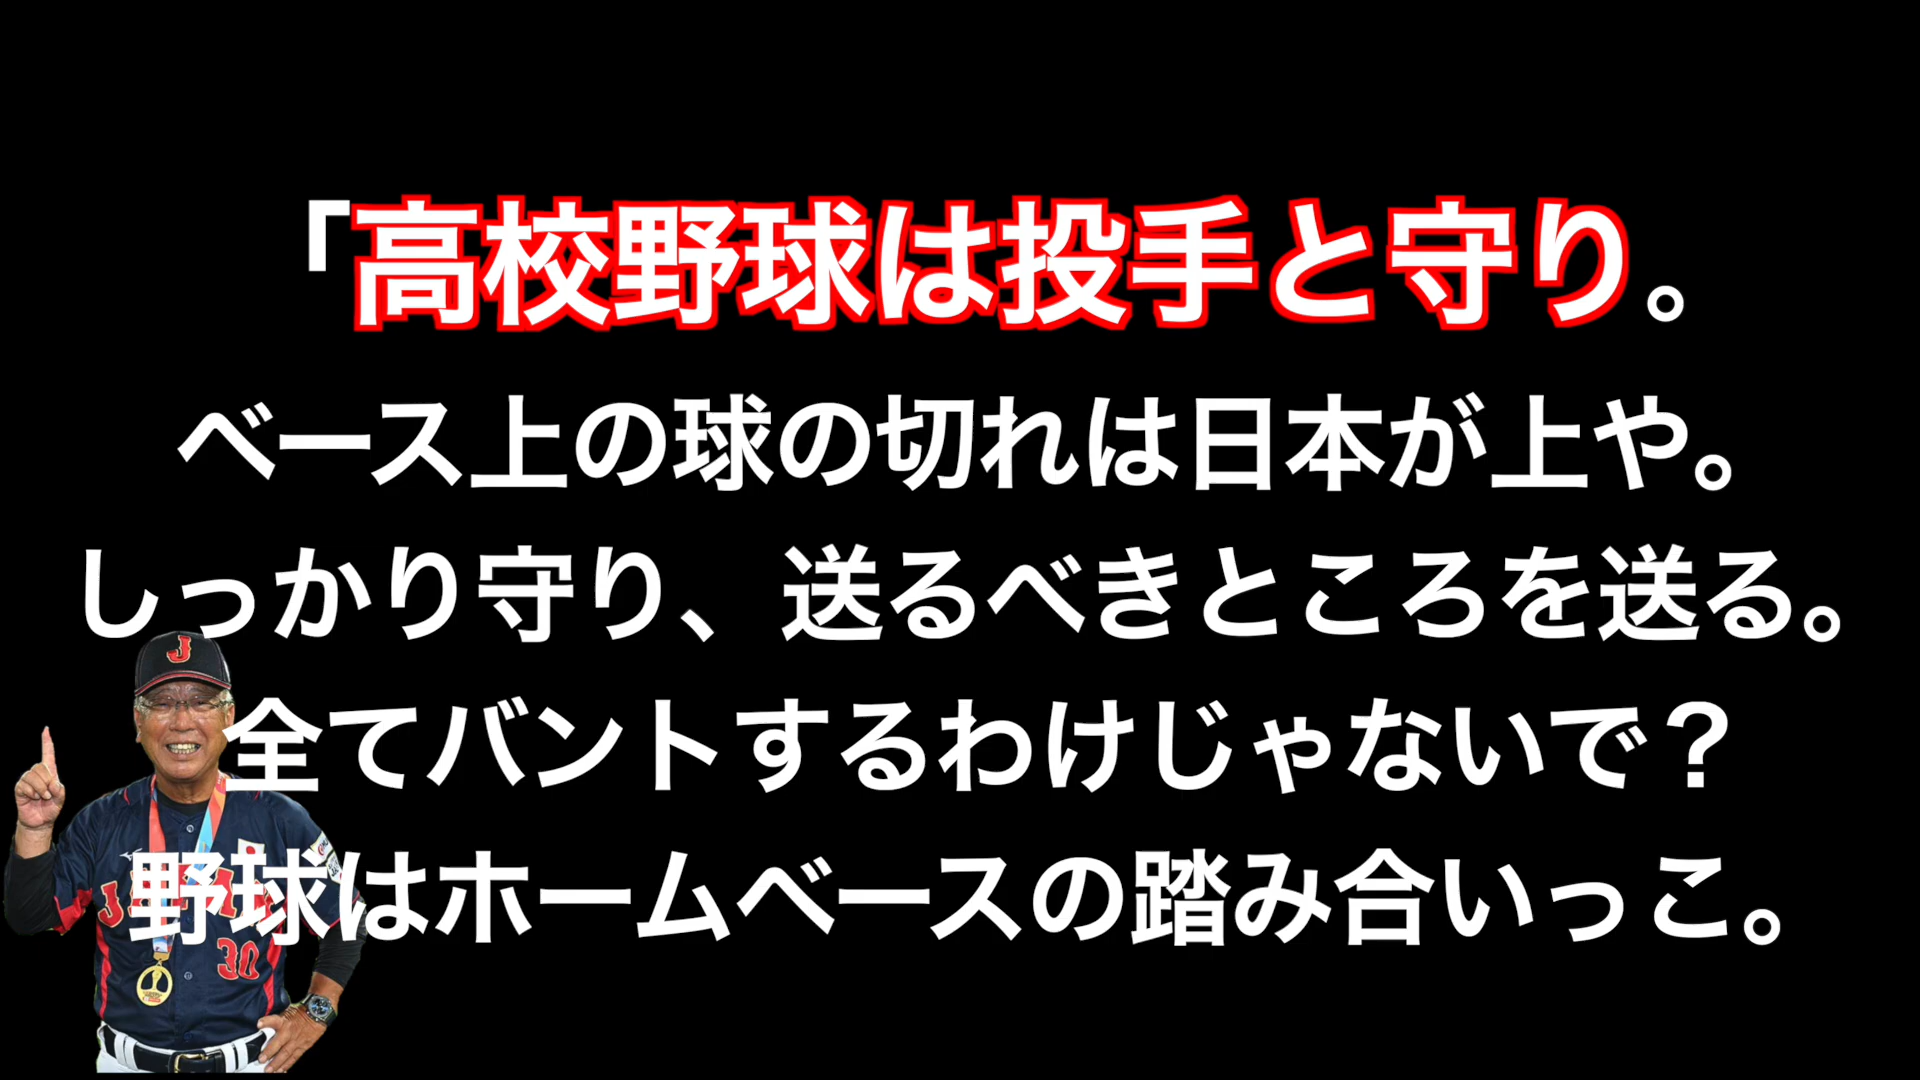 「高校野球は投手と守り。
ベース上の球の切れは日本が上や。
しっかり守り、送るべきところを送る。
全てバントするわけじゃないで？
野球はホームベースの踏み合いっこ。
J
30